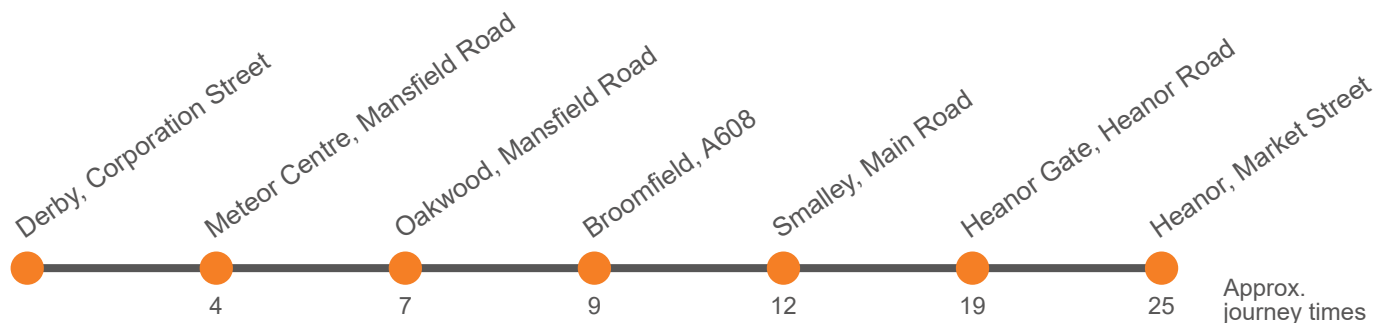 Derby, Corporation Street
Meteor Centre, Mansfield Road
Oakwood, Mansfield Road
Broomfield, A608
Smalley, Main Road
Heanor Gate, Heanor Road
Heanor, Market Street
4
7
9
12
19
25
Approx.
journey times